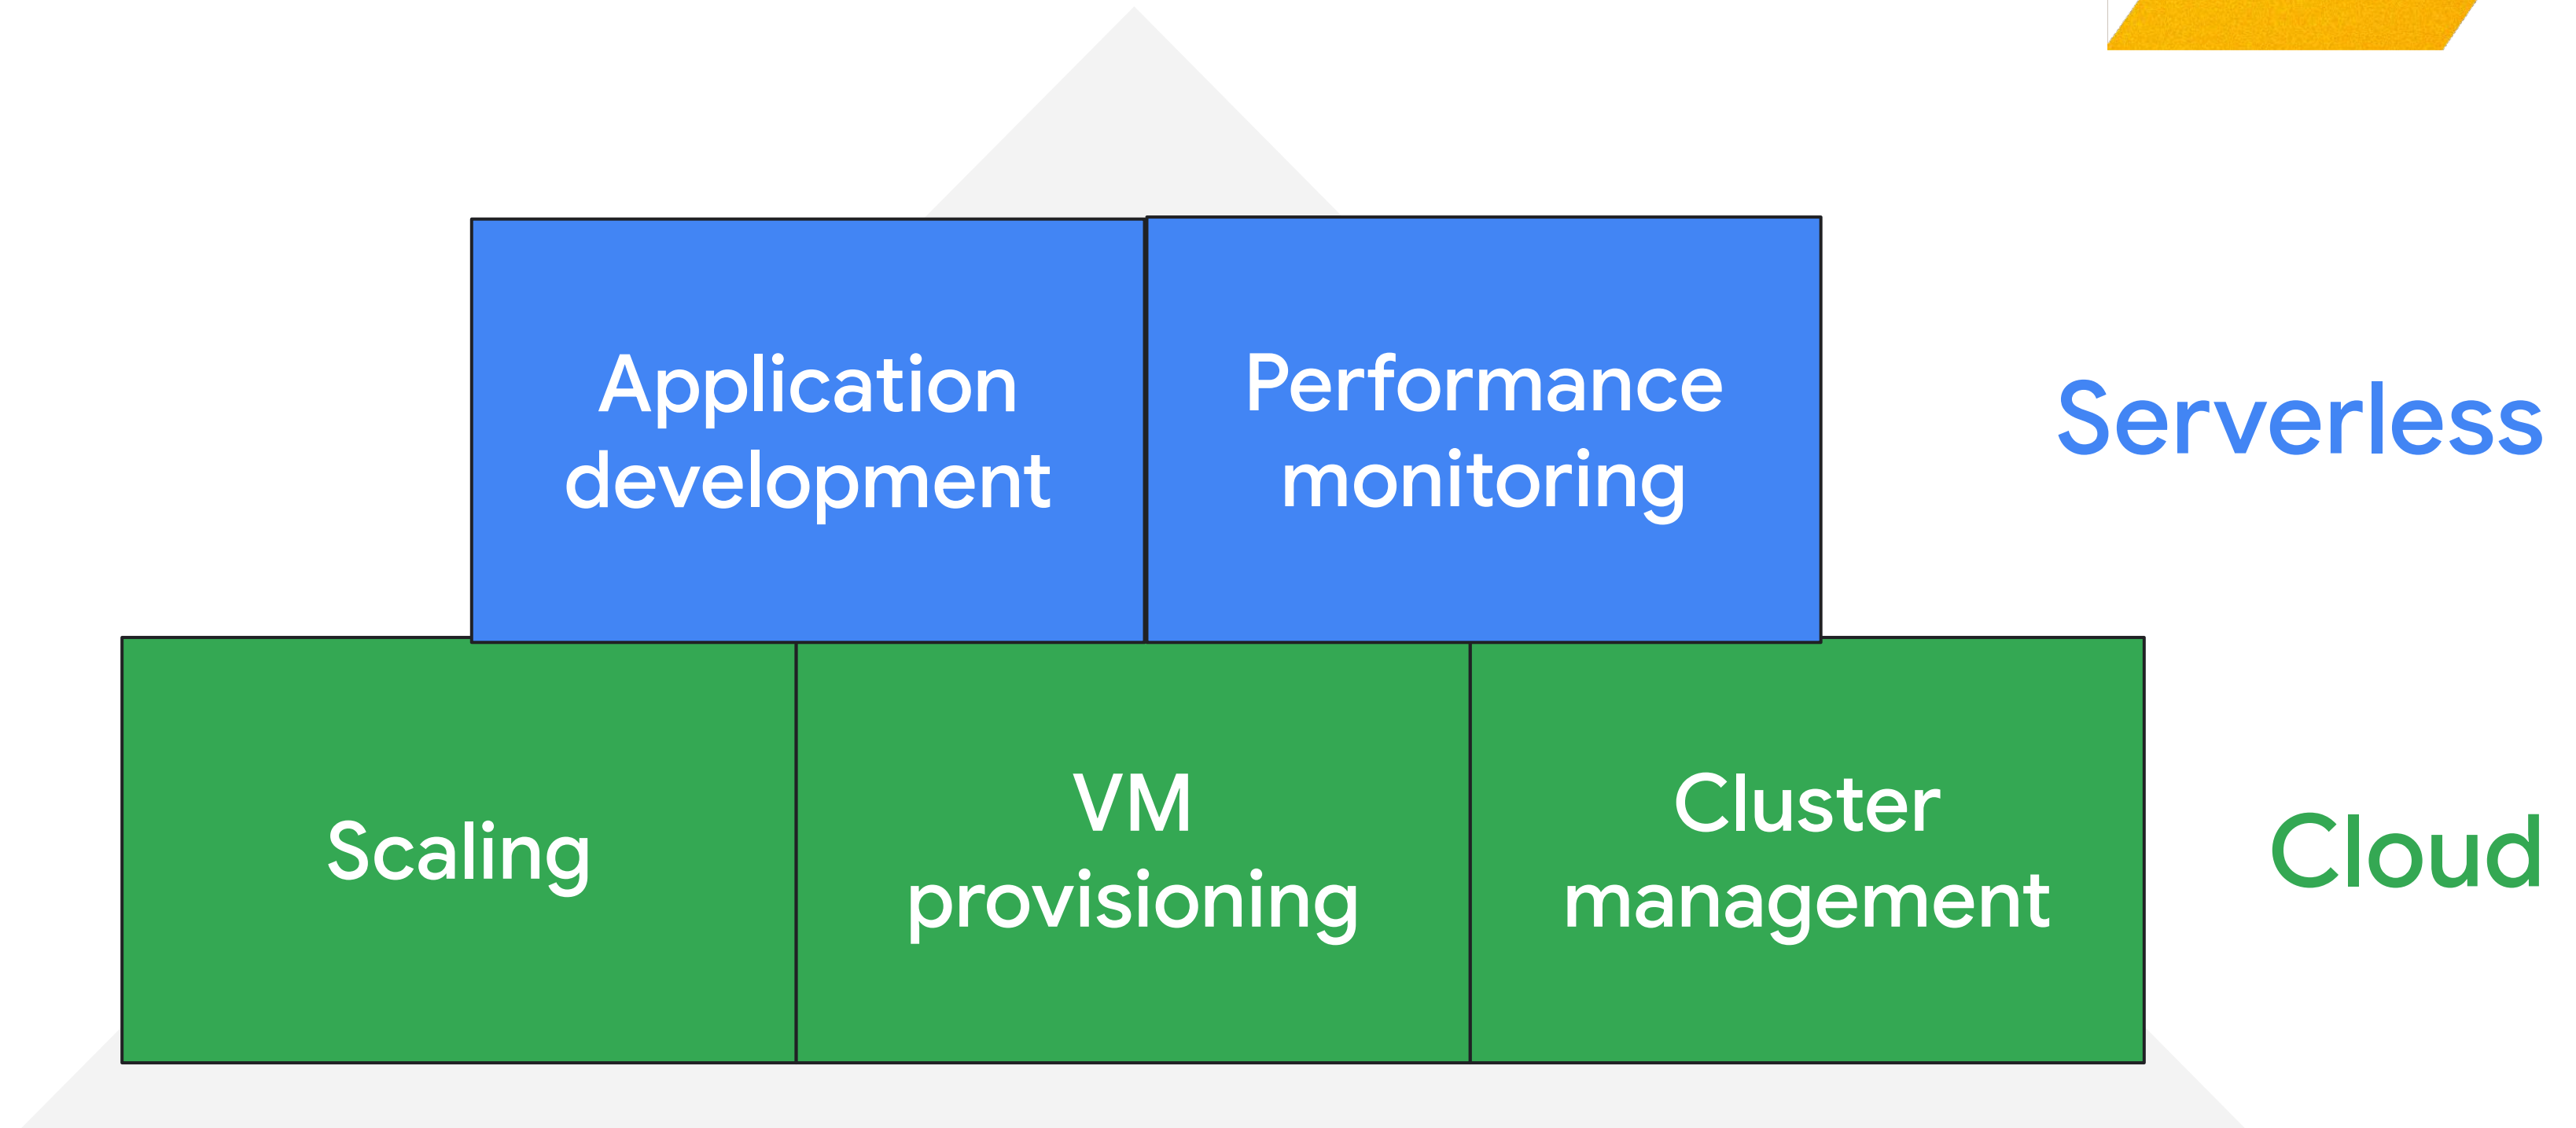 Application
development
Performance
monitoring
Serverless
Scaling
VM
provisioning
Cluster
management
Cloud